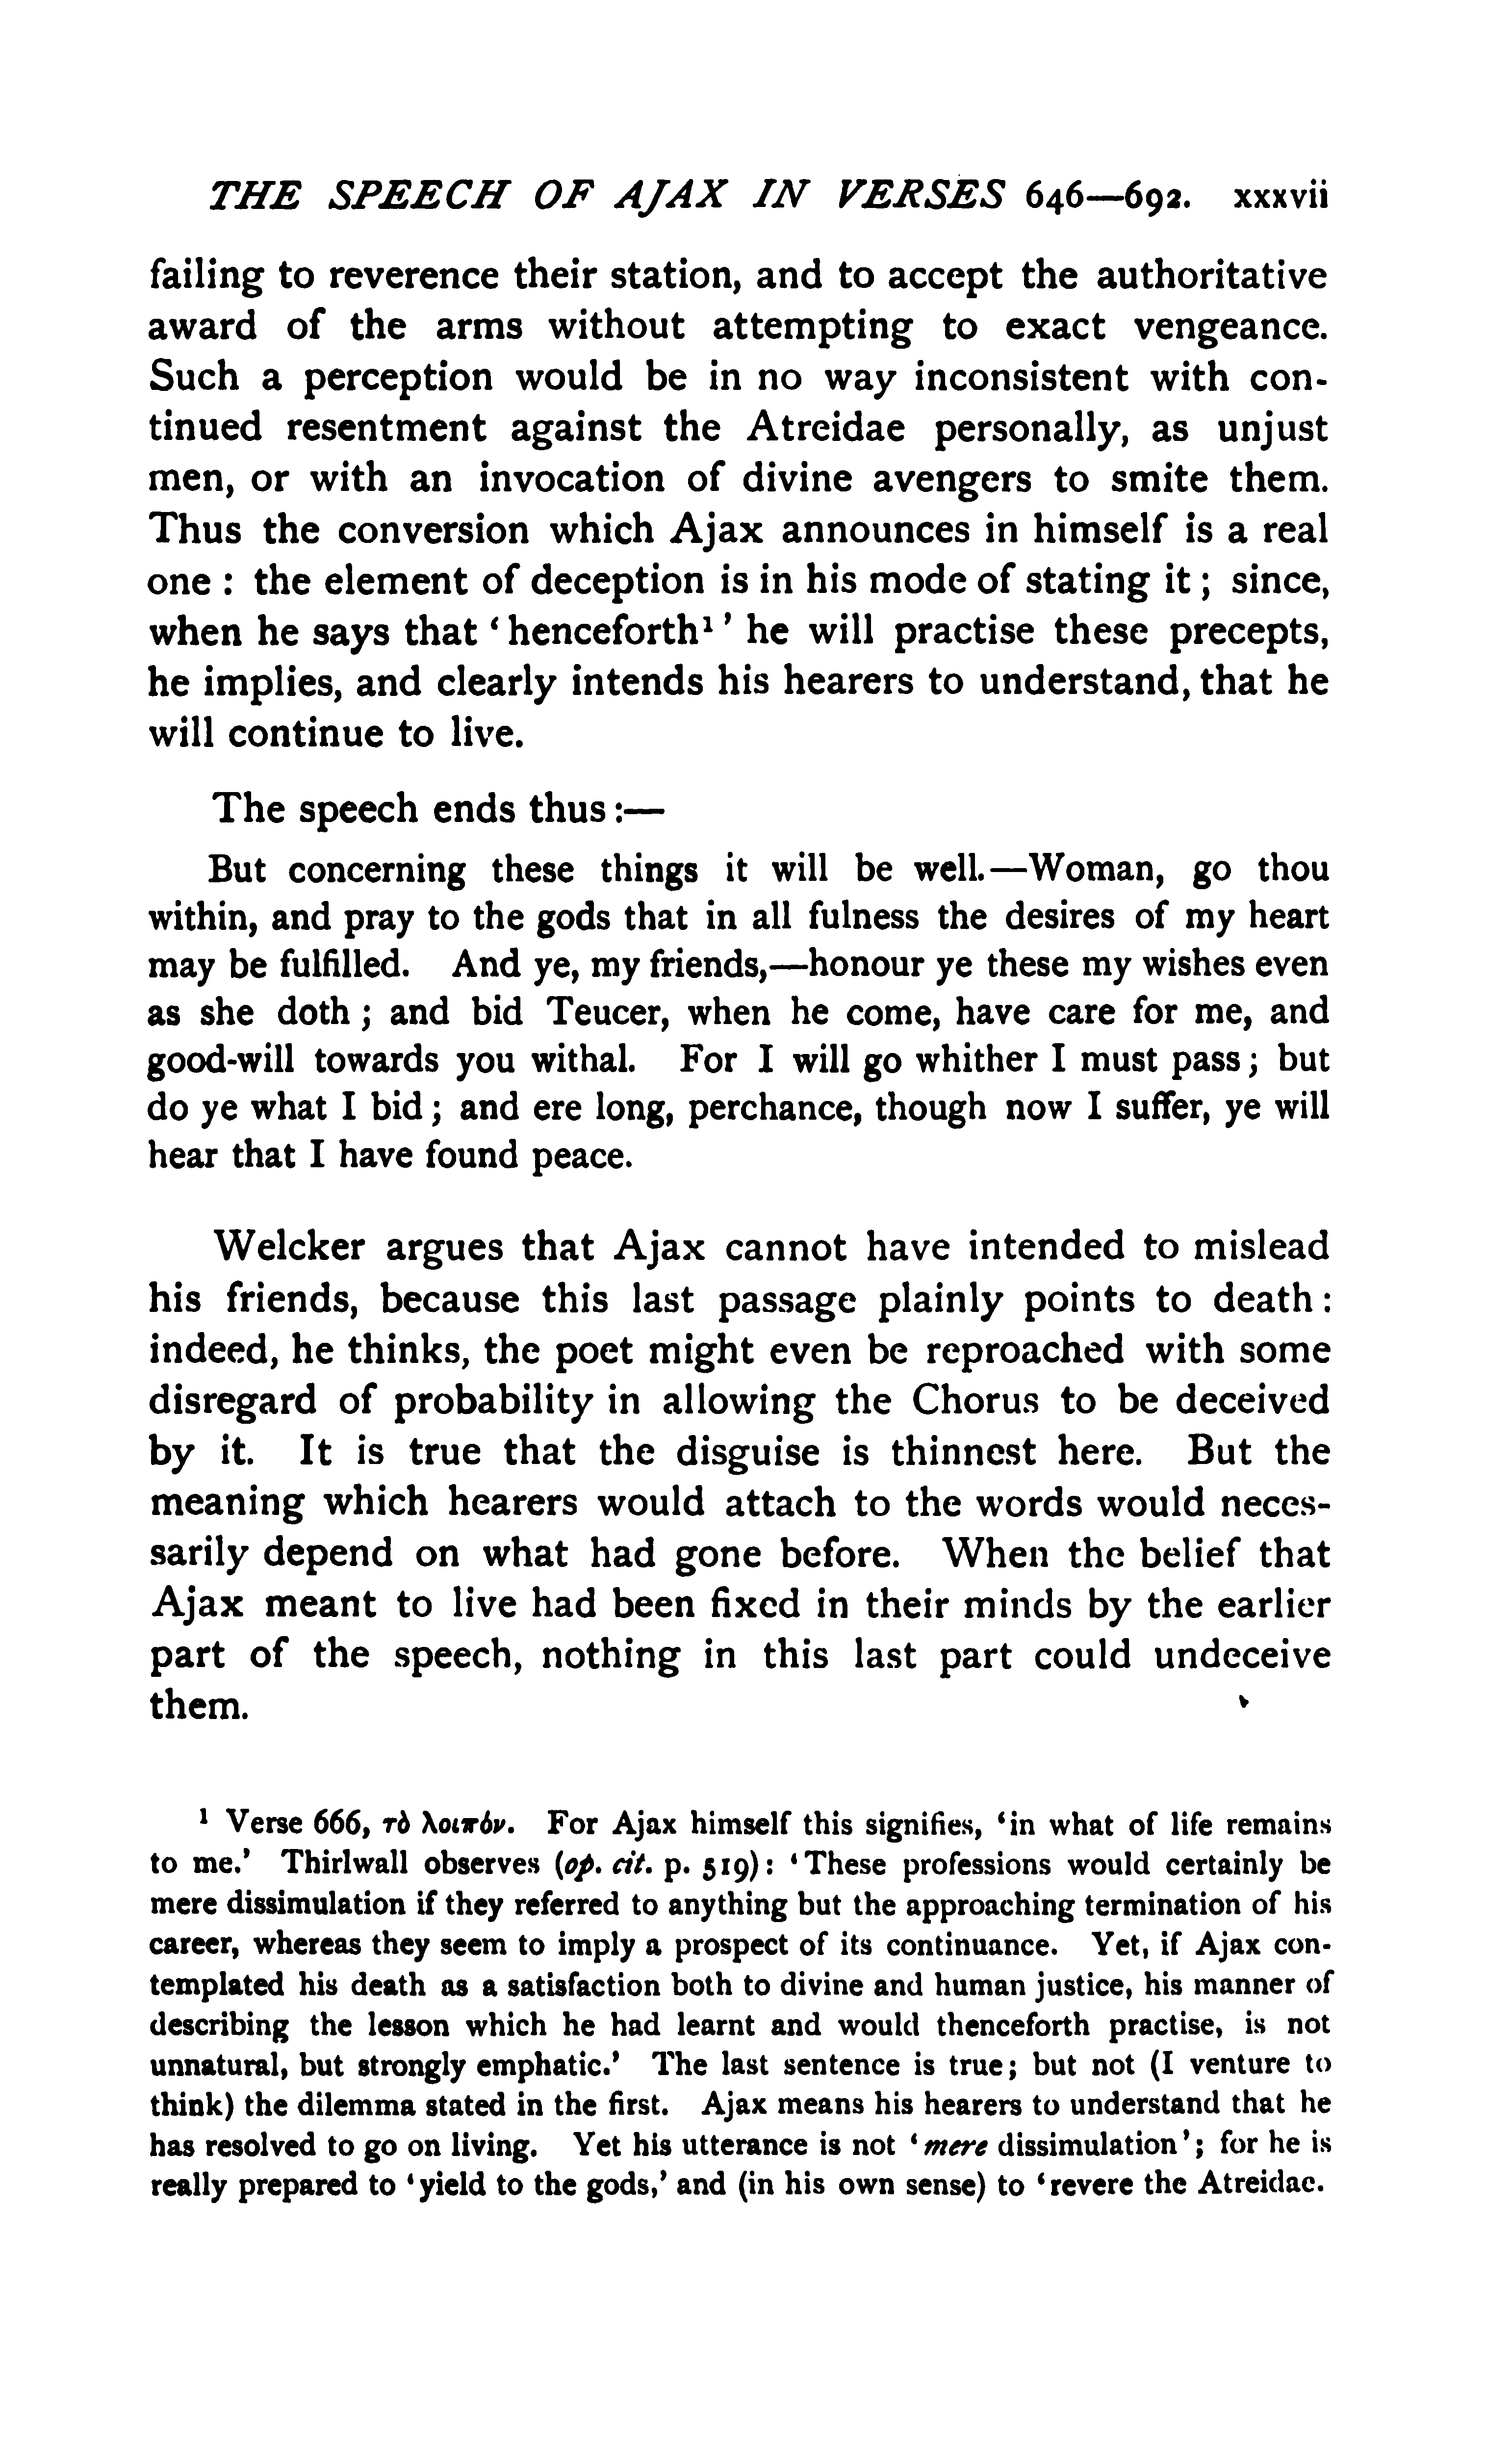 THE SPEECH OF AJAX IN VERSES 646—692. xxxvii
failing to reverence their station, and to accept the authoritative
award of the arms without attempting to exact vengeance.
Such a perception would be in no way inconsistent with con-
tinued resentment against the Atreidae personally, as unjust
men, or with an invocation of divine avengers to smite them.
Thus the conversion which Ajax announces in himself is a real
one : the element of deception is in his mode of stating it ; since,
when he says that ‘ henceforth¹ ’ he will practise these precepts,
he implies, and clearly intends his hearers to understand, that he
will continue to live.
The speech ends thus :—
But concerning these things it will be well.—Woman, go thou
within, and pray to the gods that in all fulness the desires of my heart
may be fulfilled. And ye, my friends,—honour ye these my wishes even
as she doth ; and bid Teucer, when he come, have care for me, and
good-will towards you withal. For I will go whither I must pass ; but
do ye what I bid ; and ere long, perchance, though now I suffer, ye will
hear that I have found peace.
Welcker argues that Ajax cannot have intended to mislead
his friends, because this last passage plainly points to death :
indeed, he thinks, the poet might even be reproached with some
disregard of probability in allowing the Chorus to be deceived
by it. It is true that the disguise is thinnest here. But the
meaning which hearers would attach to the words would neces-
sarily depend on what had gone before. When the belief that
Ajax meant to live had been fixed in their minds by the earlier
part of the speech, nothing in this last part could undeceive
them.
¹ Verse 666, τὸ λοιπόν. For Ajax himself this signifies, ‘in what of life remains
to me.’ Thirlwall observes (op. cit. p. 519): ‘These professions would certainly be
mere dissimulation if they referred to anything but the approaching termination of his
career, whereas they seem to imply a prospect of its continuance. Yet, if Ajax con-
templated his death as a satisfaction both to divine and human justice, his manner of
describing the lesson which he had learnt and would thenceforth practise, is not
unnatural, but strongly emphatic.’ The last sentence is true; but not (I venture to
think) the dilemma stated in the first. Ajax means his hearers to understand that he
has resolved to go on living. Yet his utterance is not ‘mere dissimulation’; for he is
really prepared to ‘yield to the gods,’ and (in his own sense) to ‘revere the Atreidae.